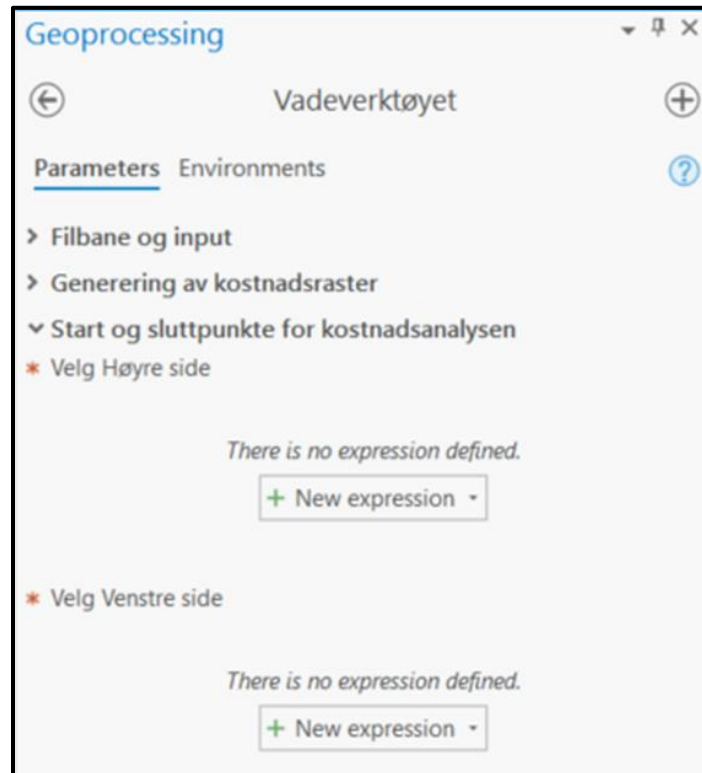 Geoprocessing
Vadeverktøyet
Parameters Environments
Filbane og input
Generering av kostnadsraster
Start og sluttpunkte for kostnadsanalysen
* Velg Høyre side
There is no expression defined.
+ New expression
* Velg Venstre side
There is no expression defined.
+ New expression